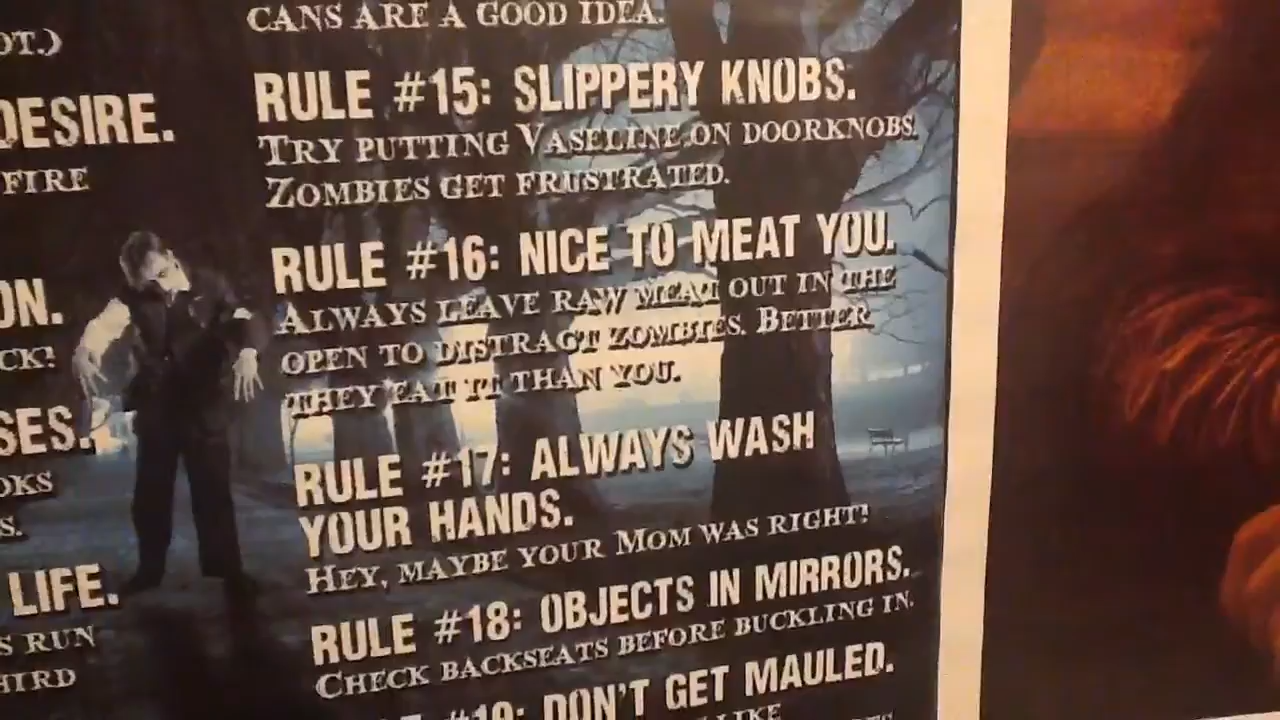 OT.)
DESIRE.
FIRE
ON.
CK!
SES.
OKS
S.
LIFE.
S RUN
HIRD
CANS ARE A GOOD IDEA.
RULE #15: SLIPPERY KNOBS.
TRY PUTTING VASELINE ON DOORKNOBS.
ZOMBIES GET FRUSTRATED.
RULE #16: NICE TO MEAT YOU.
ALWAYS LEAVE RAW MEAT OUT IN THE
OPEN TO DISTRACT ZOMBIES. BETTER
THEY EAT IT THAN YOU.
RULE #17: ALWAYS WASH
YOUR HANDS.
HEY, MAYBE YOUR MOM WAS RIGHT!
RULE #18: OBJECTS IN MIRRORS.
CHECK BACKSEATS BEFORE BUCKLING IN.
#19: DON'T GET MAULED.
LIKE